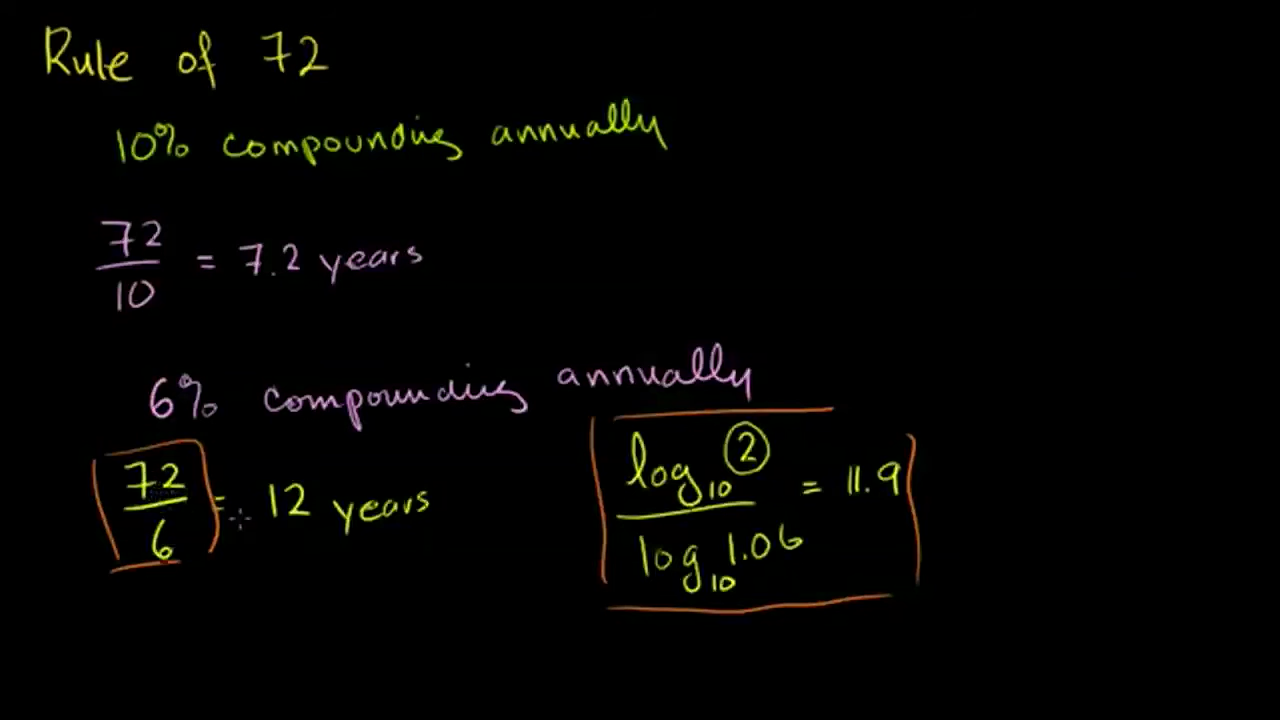 Rule of 72
10% compounding annually
72
10
= 7.2 years
6% compounding annually
72
6
= 12 years
log10 2
log10 1.06
= 11.9